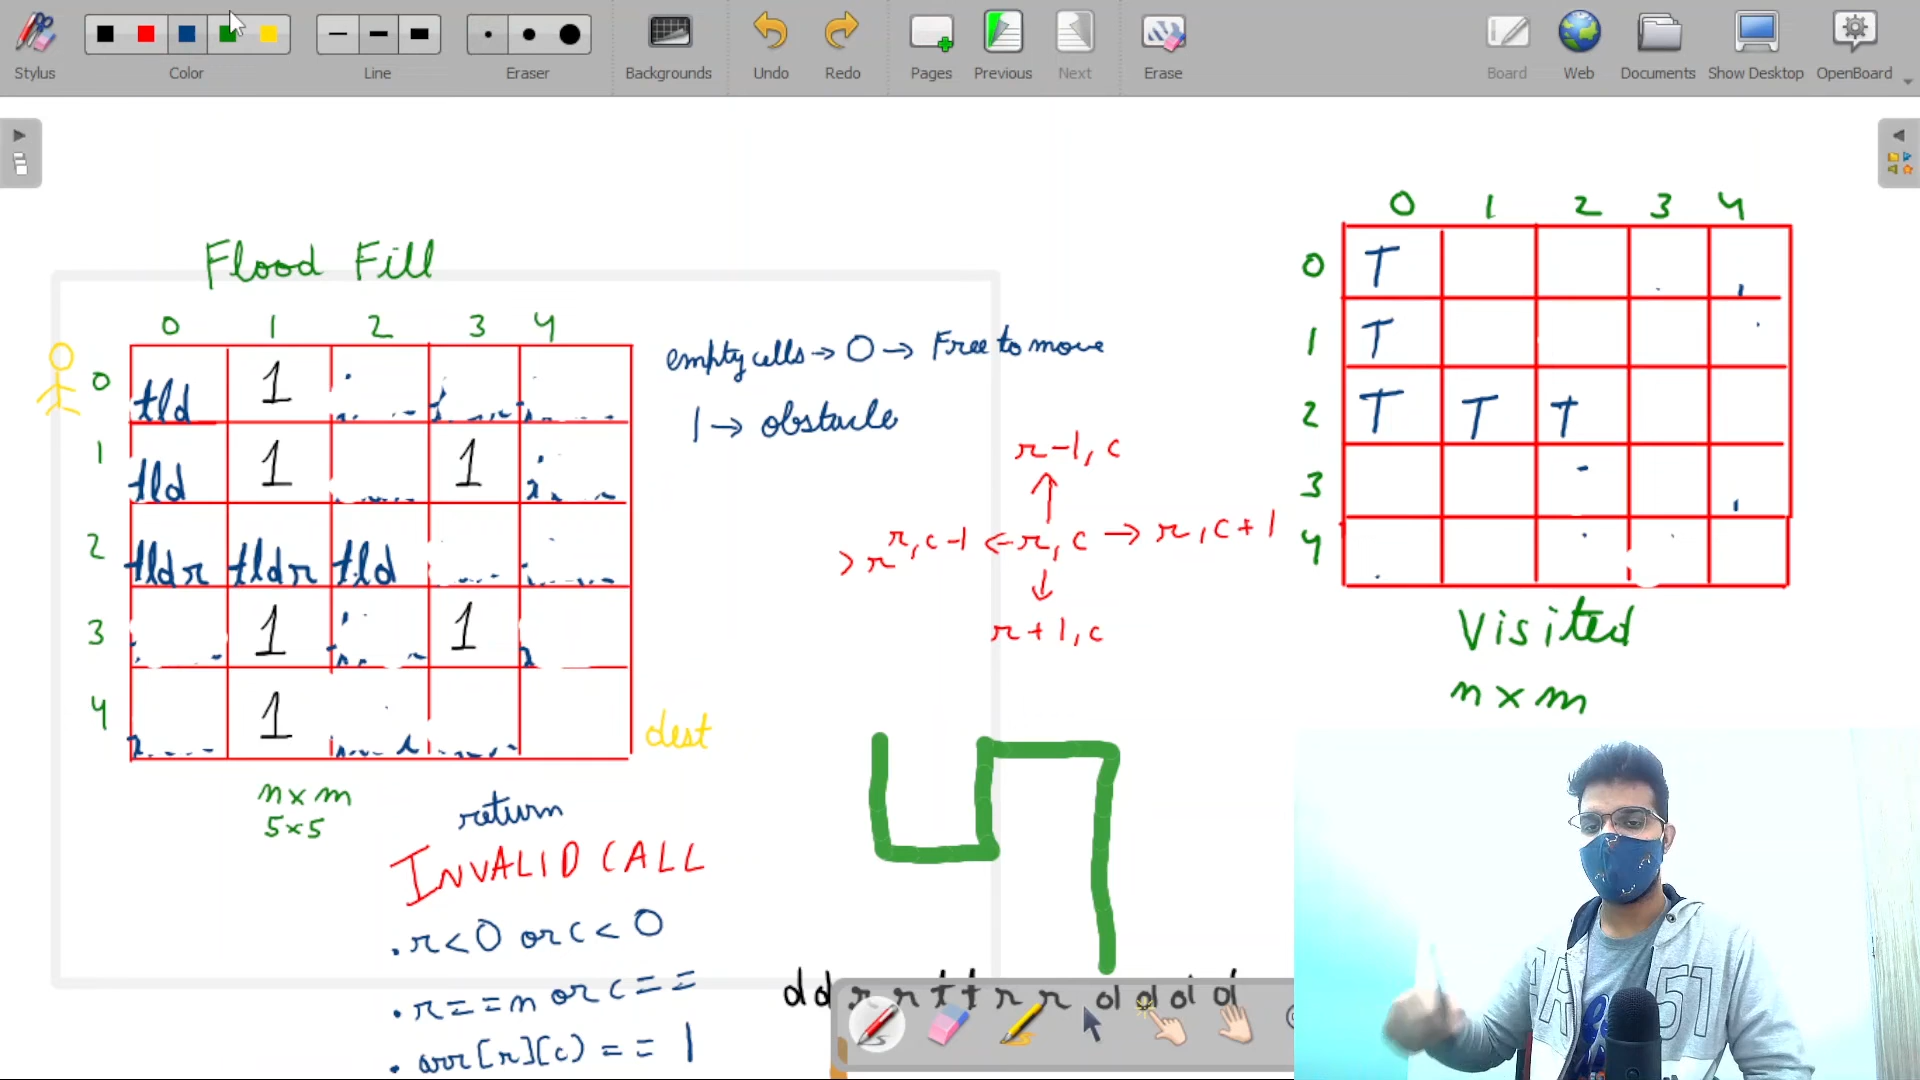 Stylus Color Line Eraser Backgrounds Undo Redo Pages Previous Next Erase Board Web Documents Show Desktop OpenBoard
Flood Fill
0 1 2 3 4
0 tld 1
1 tld 1 1
2 tldr tldr tld
3 1 1
4 1
dest
n x m
5 x 5
empty cells → 0 → Free to move
1 → obstacle
r-1, c
r, c-1 ← r, c → r, c+1
> r
r+1, c
0 1 2 3 4
0 T
1 T
2 T T T
3
4
Visited
n x m
return
INVALID CALL
. r < 0 or c < 0
. r == n or c ==
. arr[r][c] == 1
d d r r t t r r d d d d
51